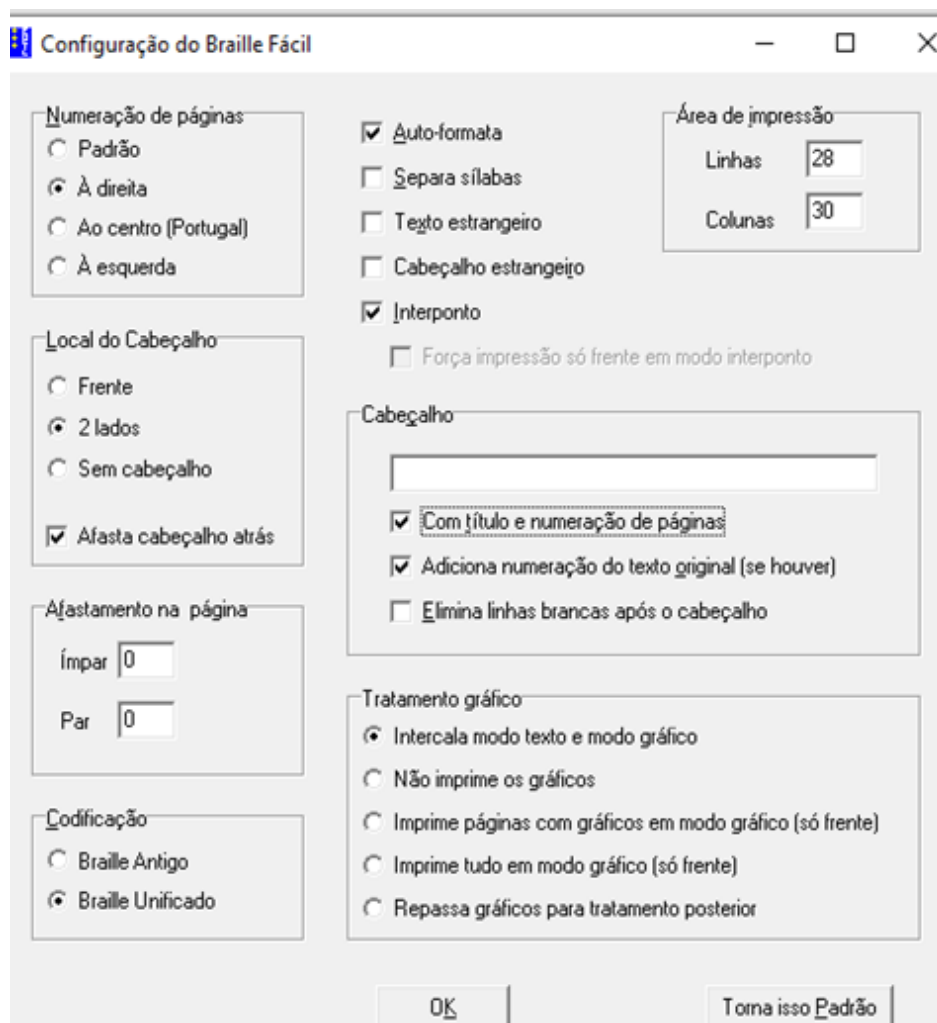 Configuração do Braille Fácil
Numeração de páginas
Padrão
À direita
Ao centro (Portugal)
À esquerda
Local do Cabeçalho
Frente
2 lados
Sem cabeçalho
Afasta cabeçalho atrás
Afastamento na página
Ímpar 0
Par 0
Codificação
Braille Antigo
Braille Unificado
Auto-formata
Separa sílabas
Texto estrangeiro
Cabeçalho estrangeiro
Interponto
Força impressão só frente em modo interponto
Área de impressão
Linhas 28
Colunas 30
Cabeçalho
Com título e numeração de páginas
Adiciona numeração do texto original (se houver)
Elimina linhas brancas após o cabeçalho
Tratamento gráfico
Intercala modo texto e modo gráfico
Não imprime os gráficos
Imprime páginas com gráficos em modo gráfico (só frente)
Imprime tudo em modo gráfico (só frente)
Repassa gráficos para tratamento posterior
OK
Torna isso Padrão